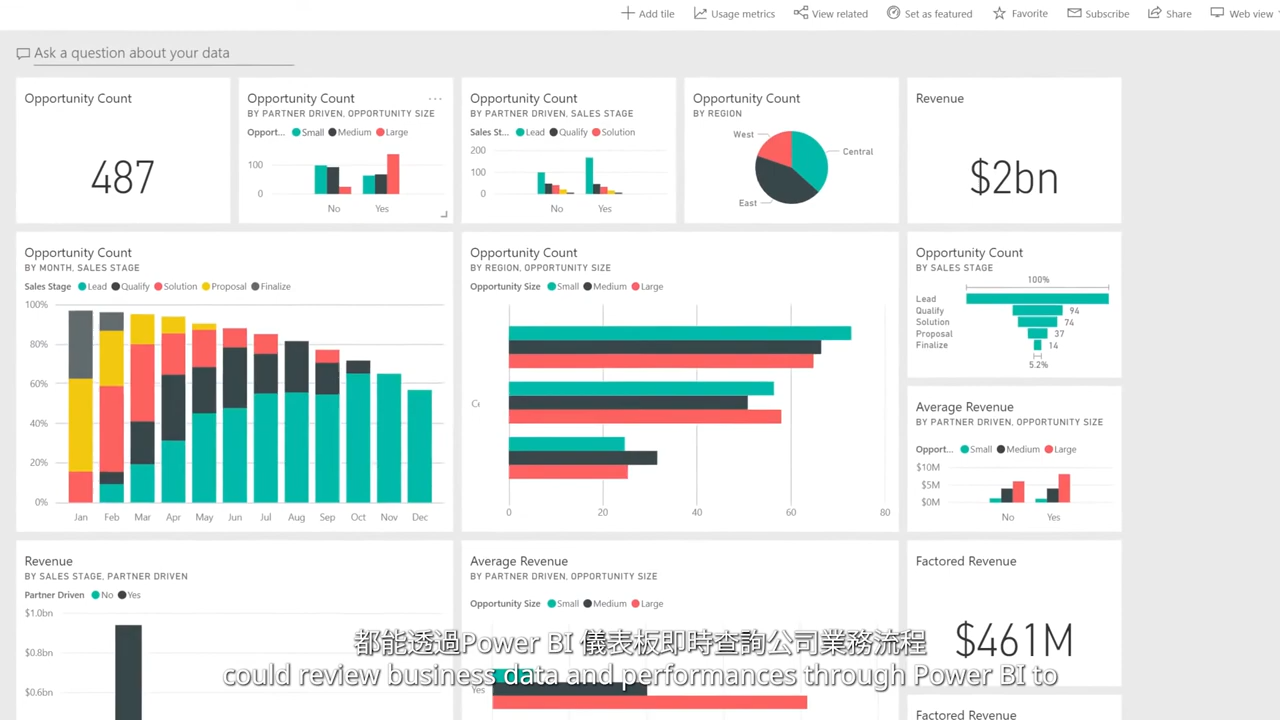 Add tile Usage metrics View related Set as featured Favorite Subscribe Share Web view
Ask a question about your data
Opportunity Count
487
Opportunity Count
BY PARTNER DRIVEN, OPPORTUNITY SIZE
Opport... Small Medium Large
100
0
No Yes
Opportunity Count
BY PARTNER DRIVEN, SALES STAGE
Sales St... Lead Qualify Solution
200
100
0
No Yes
Opportunity Count
BY REGION
West
Central
East
Revenue
$2bn
Opportunity Count
BY MONTH, SALES STAGE
Sales Stage Lead Qualify Solution Proposal Finalize
100%
80%
60%
40%
20%
0%
Jan Feb Mar Apr May Jun Jul Aug Sep Oct Nov Dec
Opportunity Count
BY REGION, OPPORTUNITY SIZE
Opportunity Size Small Medium Large
0 20 40 60 80
Opportunity Count
BY SALES STAGE
100%
Lead
Qualify 94
Solution 74
Proposal 37
Finalize 14
5.2%
Average Revenue
BY PARTNER DRIVEN, OPPORTUNITY SIZE
Opport... Small Medium Large
$10M
$5M
$0M
No Yes
Revenue
BY SALES STAGE, PARTNER DRIVEN
Partner Driven No Yes
$1.0bn
$0.8bn
$0.6bn
Average Revenue
BY PARTNER DRIVEN, OPPORTUNITY SIZE
Opportunity Size Small Medium Large
Yes
Factored Revenue
$461M
Factored Revenue
都能透過Power BI 儀表板即時查詢公司業務流程
could review business data and performances through Power BI to